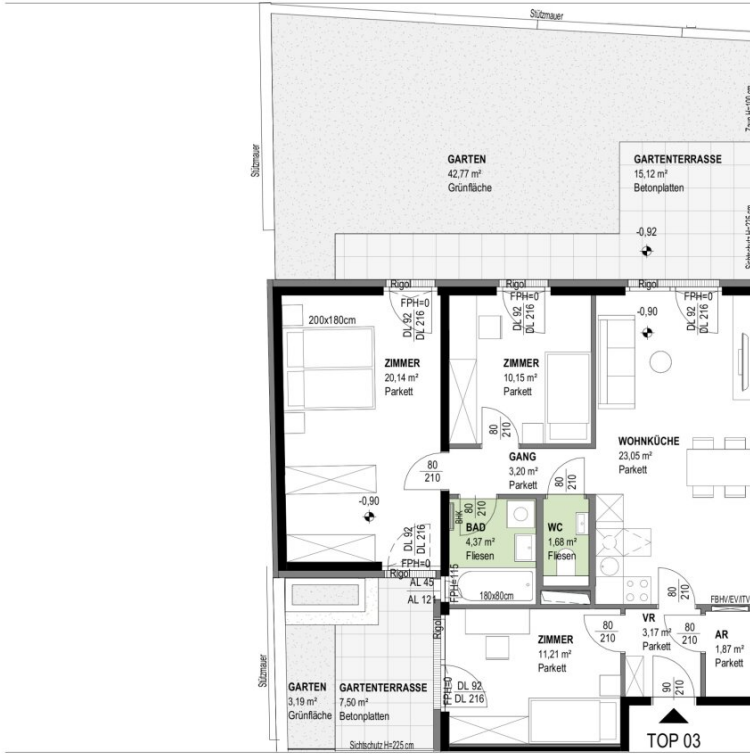 Stützmauer
Stützmauer
GARTEN
42,77 m²
Grünfläche
GARTENTERRASSE
15,12 m²
Betonplatten
-0,92
Sichtschutz H=225 cm
Rigol
Rigol
Rigol
FPH=0
DL 92
DL 216
FPH=0
DL 92
DL 216
FPH=0
DL 92
DL 216
-0,90
200x180cm
ZIMMER
20,14 m²
Parkett
ZIMMER
10,15 m²
Parkett
80
210
WOHNKÜCHE
23,05 m²
Parkett
GANG
3,20 m²
Parkett
80
210
80
210
-0,90
DL 92
DL 216
FPH=0
Rigol
BHK
80
210
BAD
4,37 m²
Fliesen
WC
1,68 m²
Fliesen
180x80cm
AL 45
AL 121
FPH=115
80
210
FBH/EV/ITV
Rigol
ZIMMER
11,21 m²
Parkett
80
210
VR
3,17 m²
Parkett
80
210
AR
1,87 m²
Parkett
Stützmauer
GARTEN
3,19 m²
Grünfläche
GARTENTERRASSE
7,50 m²
Betonplatten
FPH=0
DL 92
DL 216
90
210
Sichtschutz H=225 cm
TOP 03